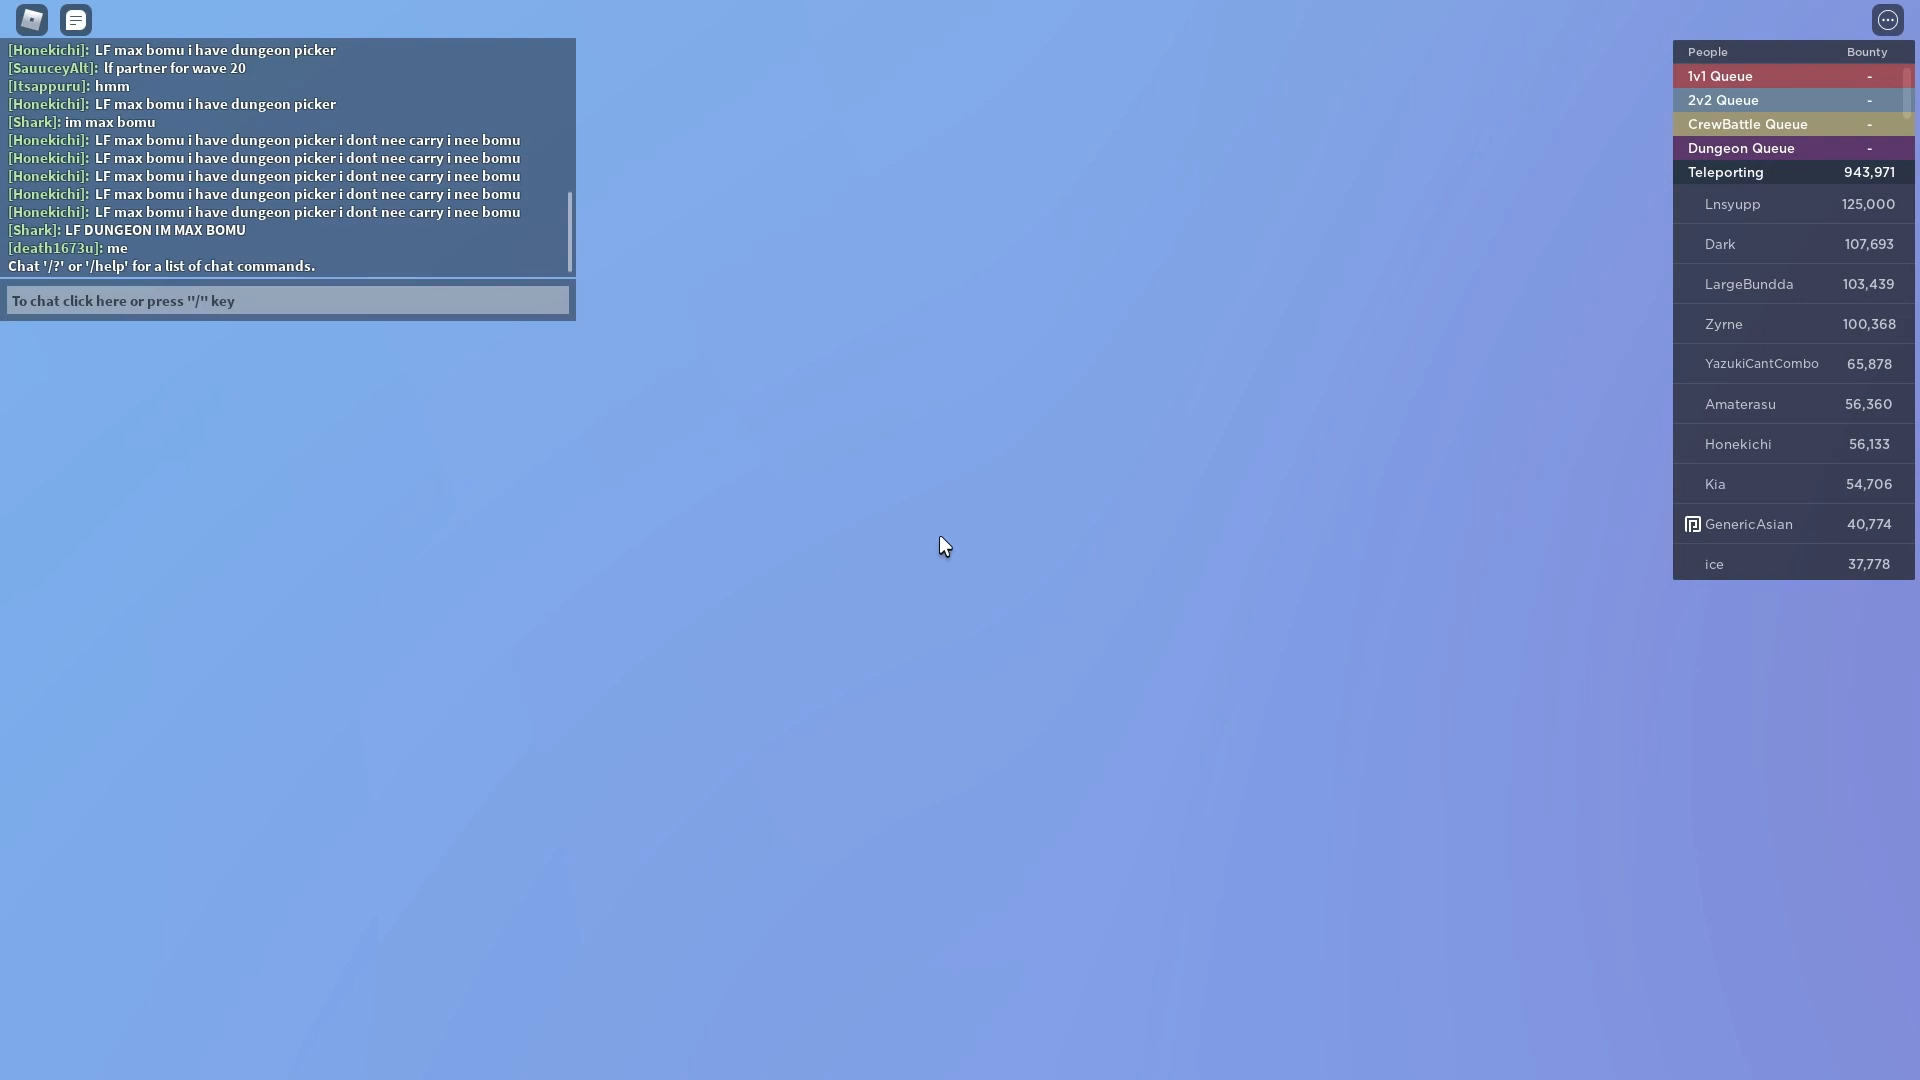 [Honekichi]: LF max bomu i have dungeon picker
[SauuceyAlt]: lf partner for wave 20
[Itsappuru]: hmm
[Honekichi]: LF max bomu i have dungeon picker
[Shark]: im max bomu
[Honekichi]: LF max bomu i have dungeon picker i dont nee carry i nee bomu
[Honekichi]: LF max bomu i have dungeon picker i dont nee carry i nee bomu
[Honekichi]: LF max bomu i have dungeon picker i dont nee carry i nee bomu
[Honekichi]: LF max bomu i have dungeon picker i dont nee carry i nee bomu
[Honekichi]: LF max bomu i have dungeon picker i dont nee carry i nee bomu
[Shark]: LF DUNGEON IM MAX BOMU
[death1673u]: me
Chat '/?' or '/help' for a list of chat commands.
To chat click here or press "/" key
People Bounty
1v1 Queue -
2v2 Queue -
CrewBattle Queue -
Dungeon Queue -
Teleporting 943,971
Lnsyupp 125,000
Dark 107,693
LargeBundda 103,439
Zyrne 100,368
YazukiCantCombo 65,878
Amaterasu 56,360
Honekichi 56,133
Kia 54,706
GenericAsian 40,774
ice 37,778